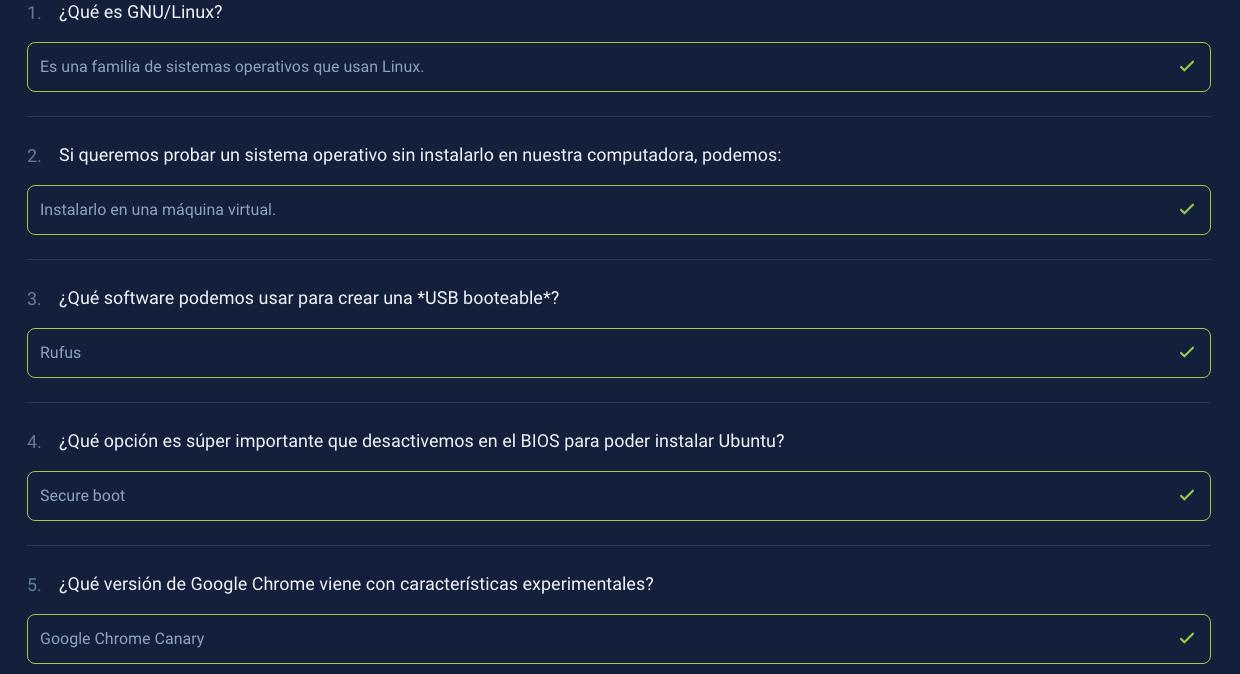 1. ¿Qué es GNU/Linux?
Es una familia de sistemas operativos que usan Linux.
2. Si queremos probar un sistema operativo sin instalarlo en nuestra computadora, podemos:
Instalarlo en una máquina virtual.
3. ¿Qué software podemos usar para crear una *USB booteable*?
Rufus
4. ¿Qué opción es súper importante que desactivemos en el BIOS para poder instalar Ubuntu?
Secure boot
5. ¿Qué versión de Google Chrome viene con características experimentales?
Google Chrome Canary